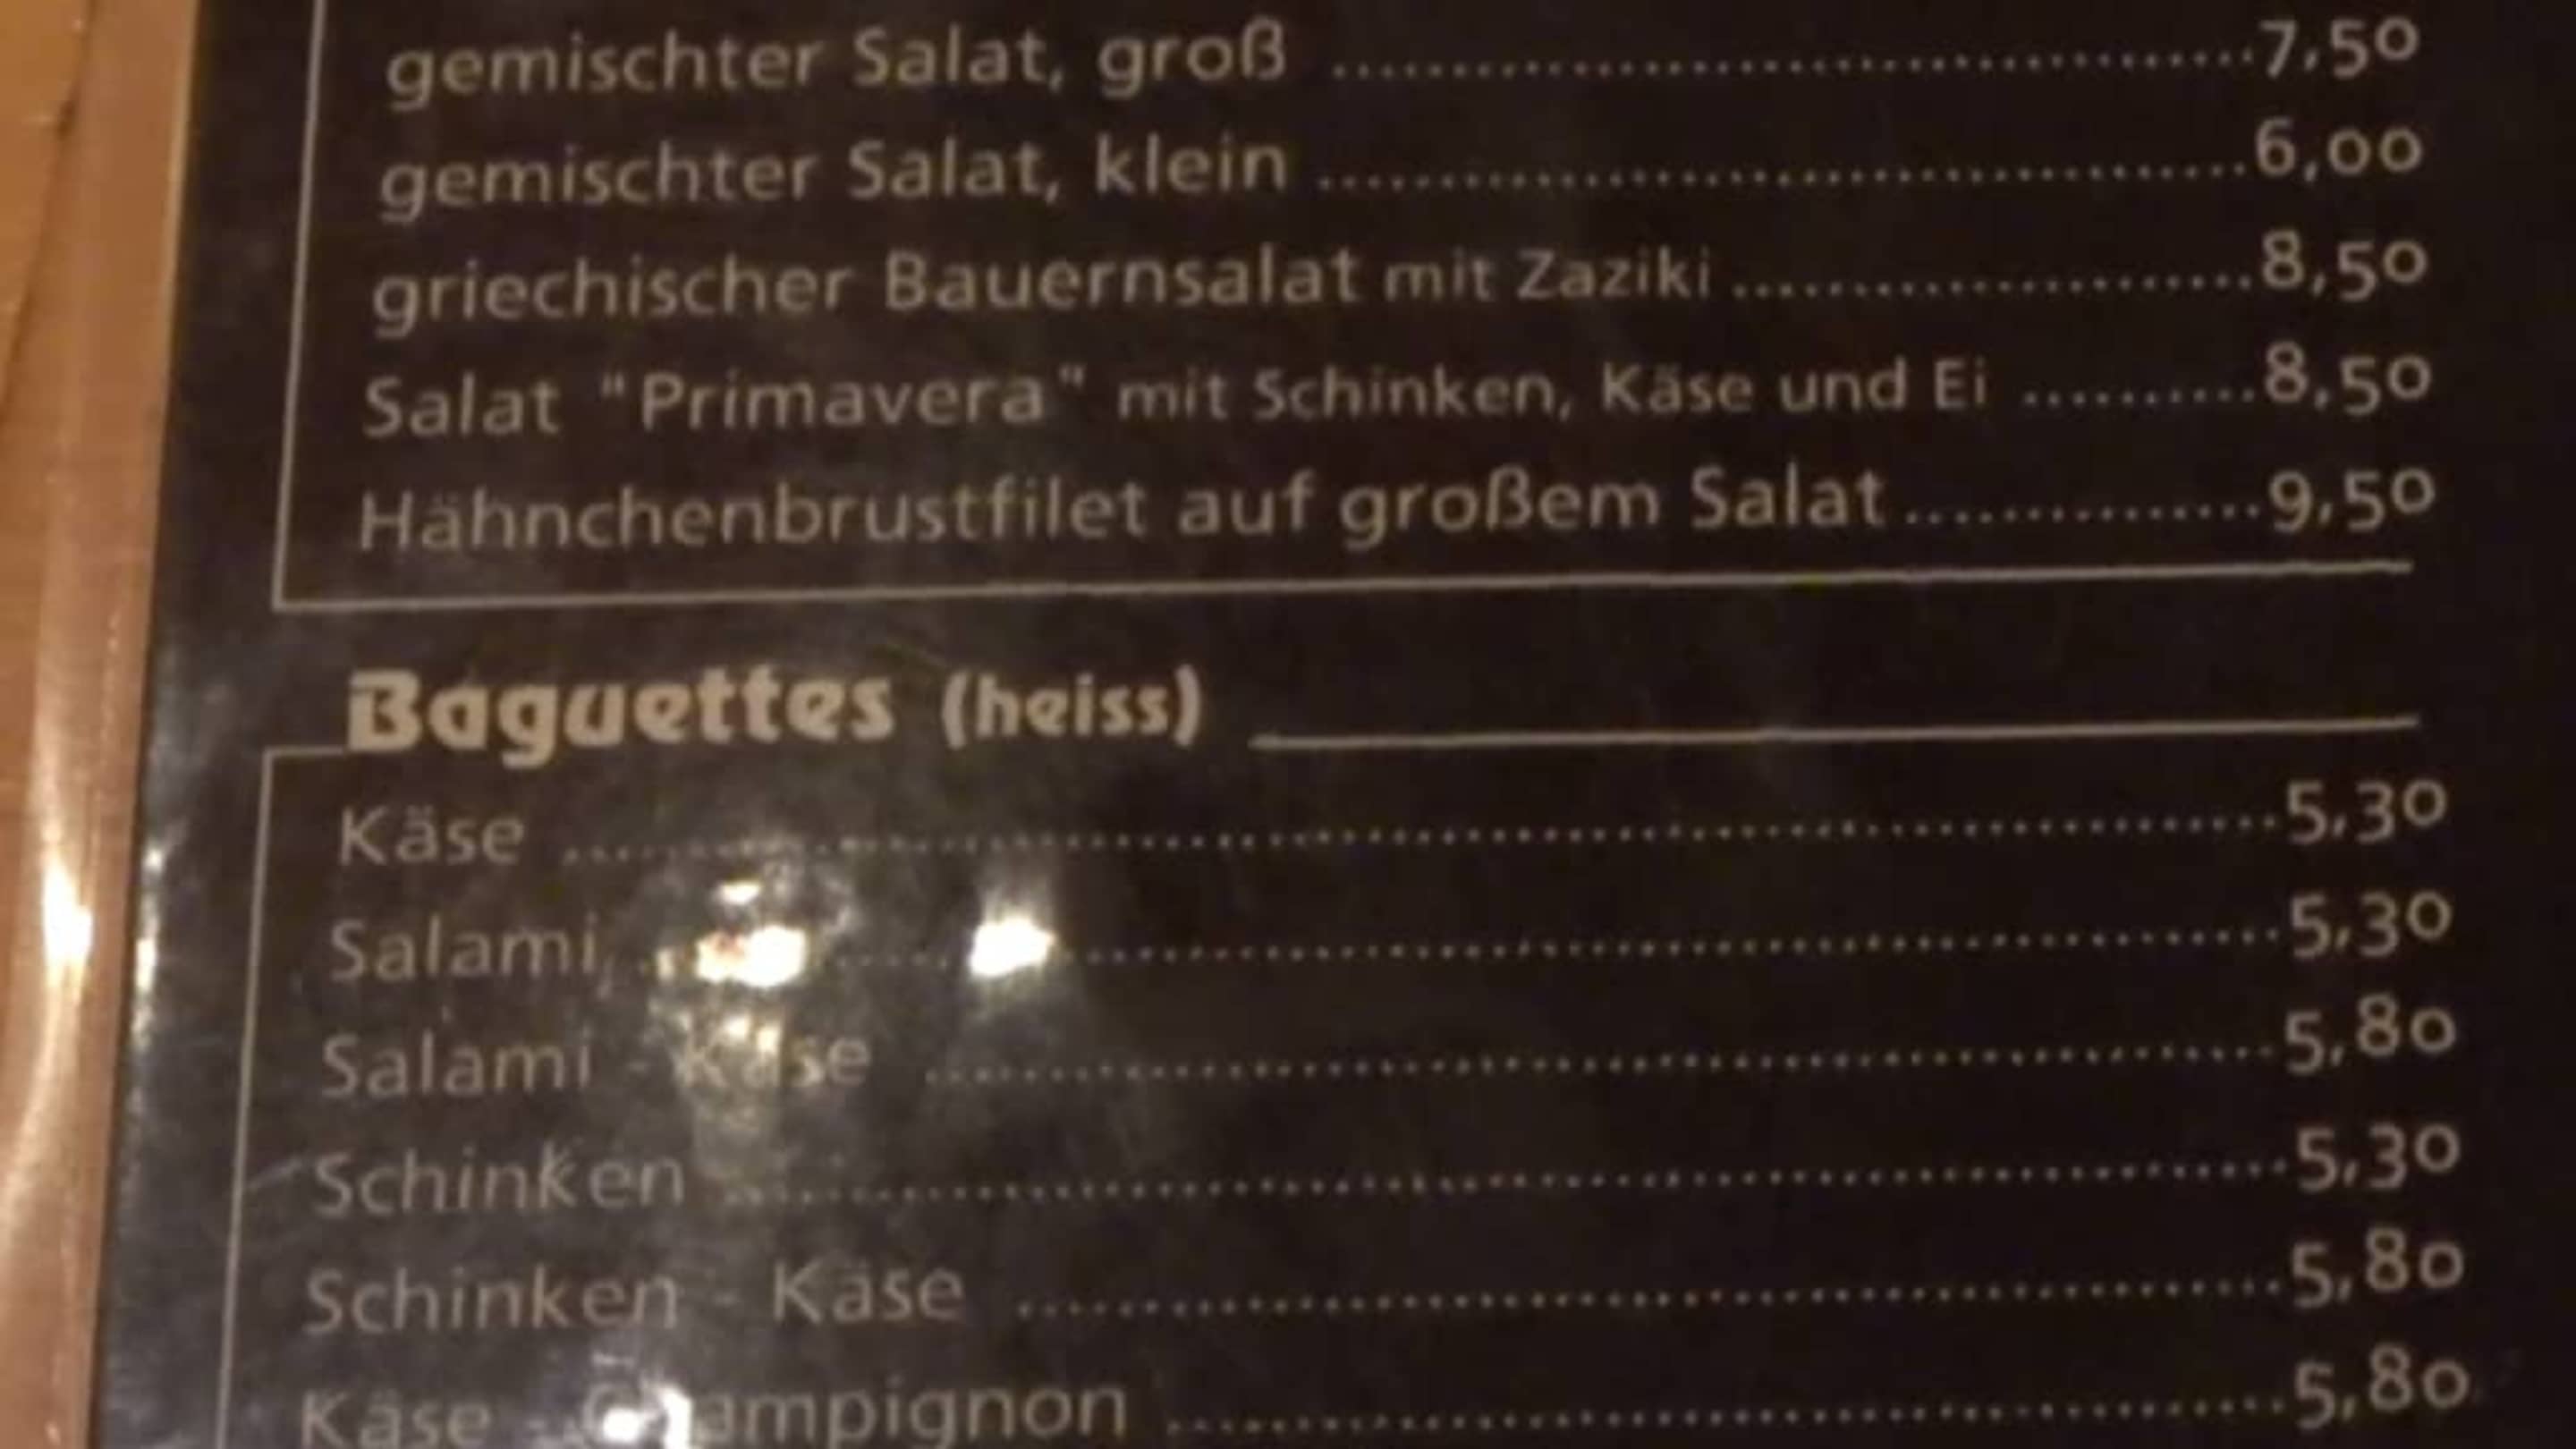 gemischter Salat, groß ........ 7,50
gemischter Salat, klein ........ 6,00
griechischer Bauernsalat mit Zaziki ........ 8,50
Salat "Primavera" mit Schinken, Käse und Ei ........ 8,50
Hähnchenbrustfilet auf großem Salat ........ 9,50
Baguettes (heiss)
Käse ........ 5,30
Salami ........ 5,30
Salami - Käse ........ 5,80
Schinken ........ 5,30
Schinken - Käse ........ 5,80
Käse - Champignon ........ 5,80